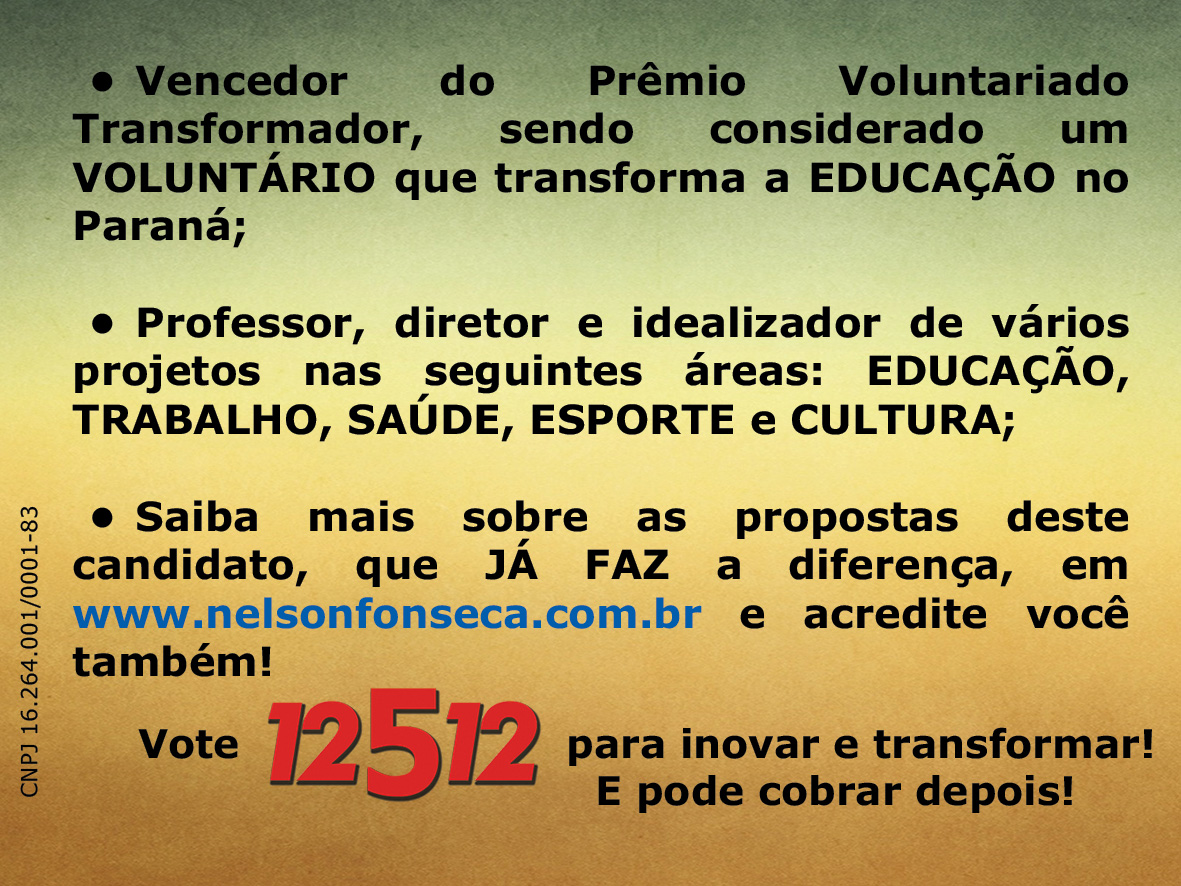 • Vencedor do Prêmio Voluntariado
Transformador, sendo considerado um
VOLUNTÁRIO que transforma a EDUCAÇÃO no
Paraná;
• Professor, diretor e idealizador de vários
projetos nas seguintes áreas: EDUCAÇÃO,
TRABALHO, SAÚDE, ESPORTE e CULTURA;
• Saiba mais sobre as propostas deste
candidato, que JÁ FAZ a diferença, em
www.nelsonfonseca.com.br e acredite você
também!
Vote 12512 para inovar e transformar!
E pode cobrar depois!
CNPJ 16.264.001/0001-83